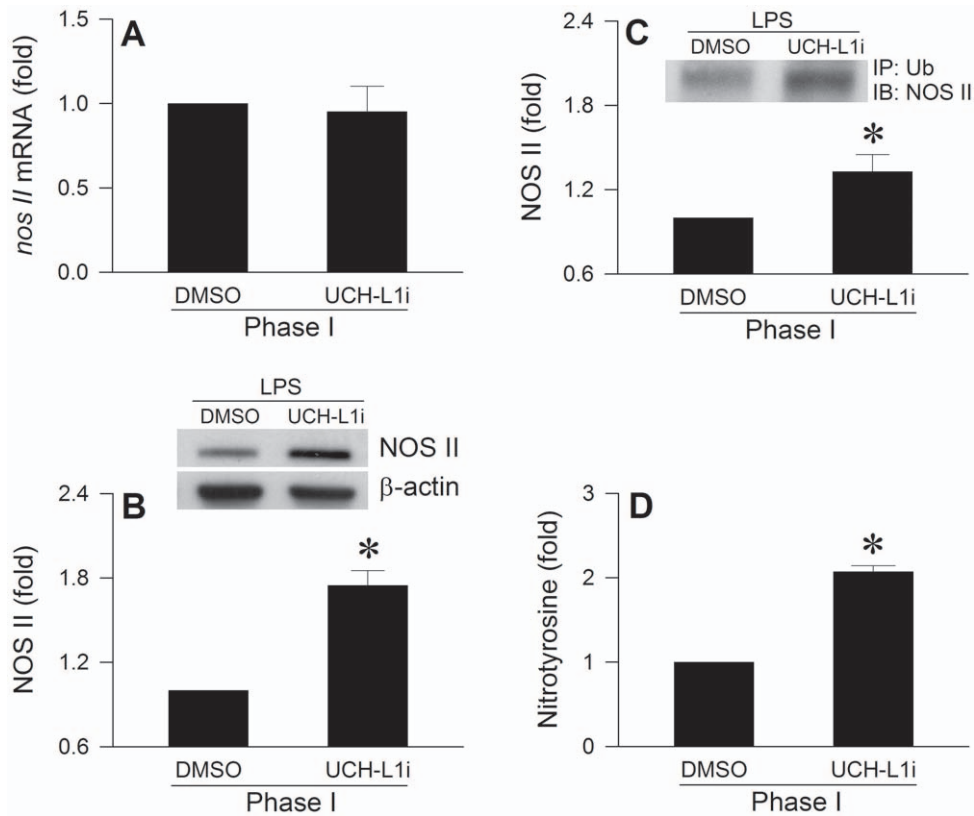 A
nos II mRNA (fold)
1.5
1.0
0.5
0.0
DMSO UCH-L1i
Phase I
C
LPS
DMSO UCH-L1i
IP: Ub
IB: NOS II
NOS II (fold)
2.4
1.8
1.2
0.6
*
DMSO UCH-L1i
Phase I
LPS
DMSO UCH-L1i
NOS II
β-actin
B
NOS II (fold)
2.4
1.8
1.2
0.6
*
DMSO UCH-L1i
Phase I
D
Nitrotyrosine (fold)
3
2
1
0
*
DMSO UCH-L1i
Phase I